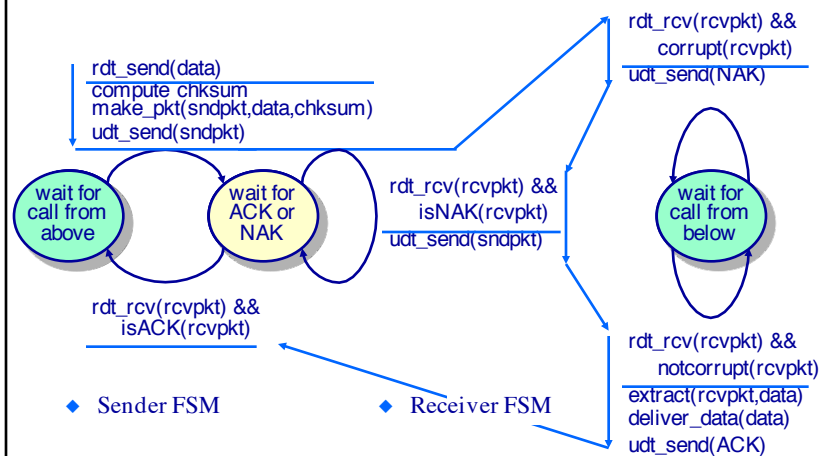 rdt_send(data)
compute chksum
make_pkt(sndpkt,data,chksum)
udt_send(sndpkt)
wait for
call from
above
wait for
ACK or
NAK
rdt_rcv(rcvpkt) &&
isNAK(rcvpkt)
udt_send(sndpkt)
rdt_rcv(rcvpkt) &&
isACK(rcvpkt)
◆ Sender FSM
rdt_rcv(rcvpkt) &&
corrupt(rcvpkt)
udt_send(NAK)
wait for
call from
below
rdt_rcv(rcvpkt) &&
notcorrupt(rcvpkt)
extract(rcvpkt,data)
deliver_data(data)
udt_send(ACK)
◆ Receiver FSM